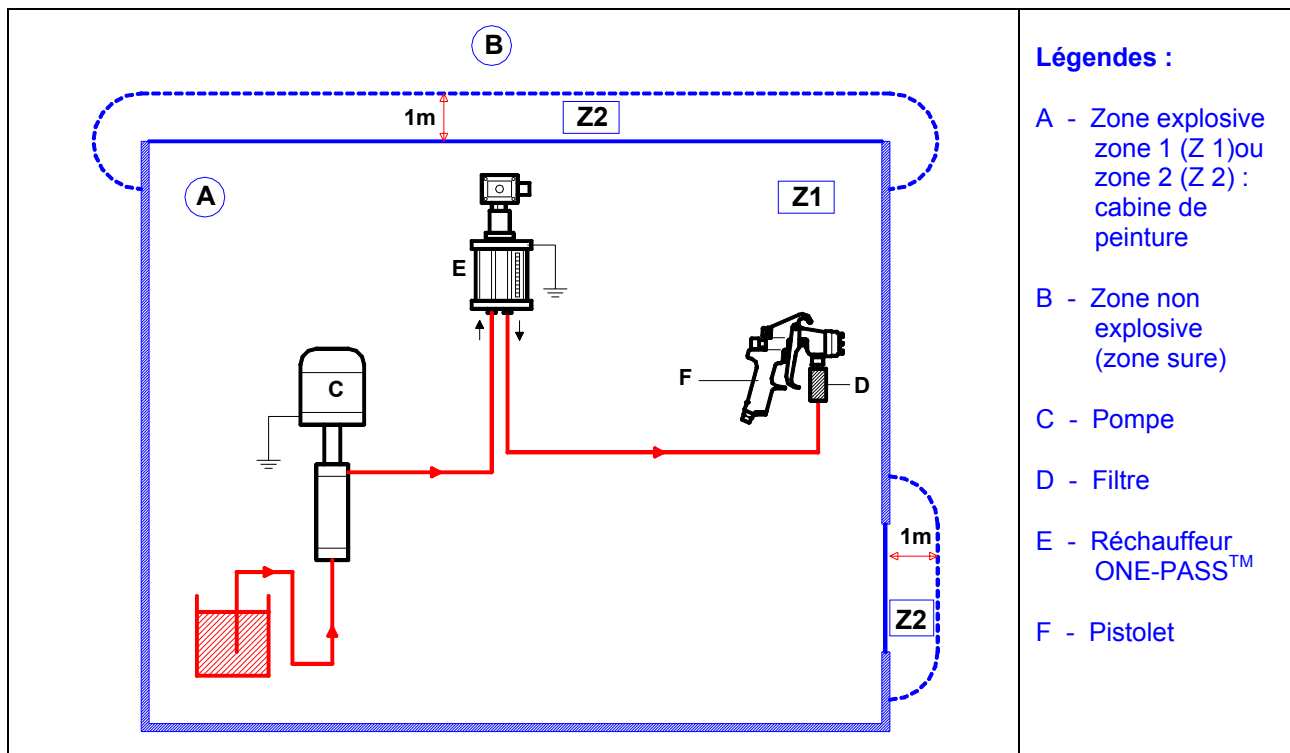 B
1m
Z2
A
Z1
E
C
F
D
1m
Z2
Légendes :
A - Zone explosive
zone 1 (Z 1)ou
zone 2 (Z 2) :
cabine de
peinture
B - Zone non
explosive
(zone sure)
C - Pompe
D - Filtre
E - Réchauffeur
ONE-PASS™
F - Pistolet